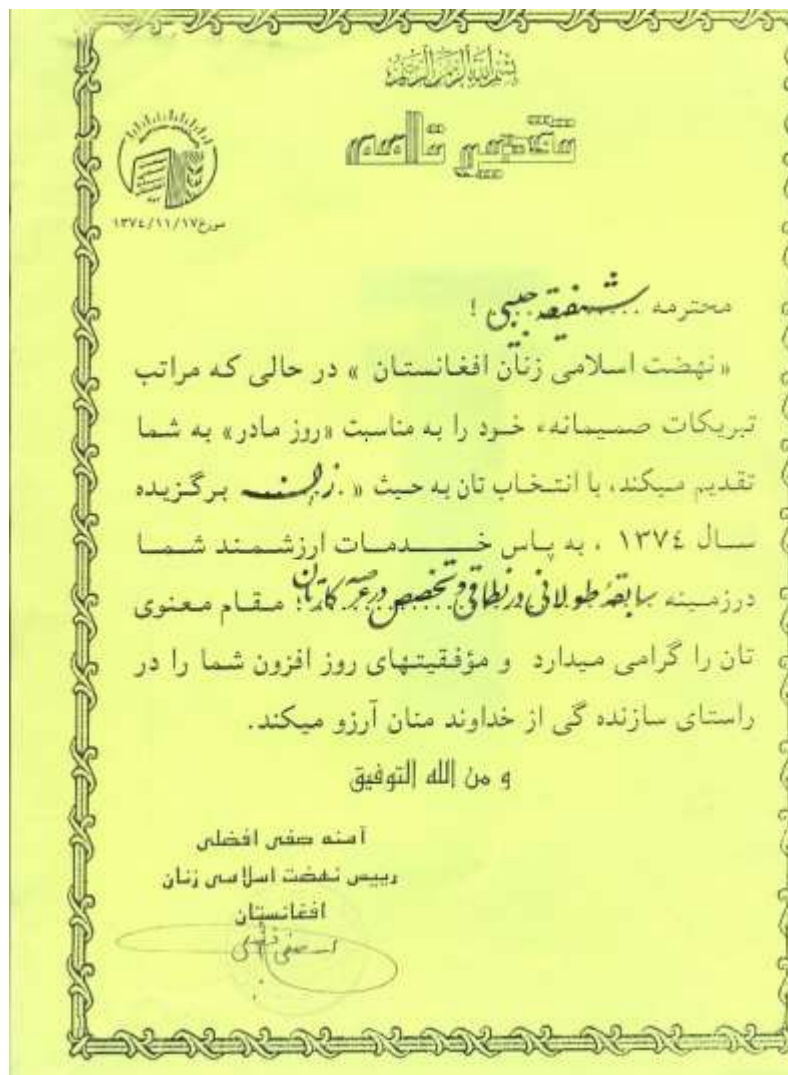 بسم الله الرحمن الرحیم
تقدیر نامه
مورخ ۱۳۷٤/۱۱/۱۷
محترمه شفیقه حبیبی !
«نهضت اسلامی زنان افغانستان » در حالی که مراتب
تبریکات صمیمانه‌ء خود را به مناسبت «روز مادر» به شما
تقدیم میکند، با انتخاب تان به حیث « برگزیده
سال ۱۳۷٤ ، به پاس خدمات ارزشمند شما
درزمینه سابقهٔ طولانی در نطاقی و تخصص در عرصه کار تان؛ مقام معنوی
تان را گرامی میدارد و مؤفقیتهای روز افزون شما را در
راستای سازنده گی از خداوند منان آرزو میکند.
و من الله التوفیق
آمنه صفی افضلی
رییس نهضت اسلامی زنان
افغانستان